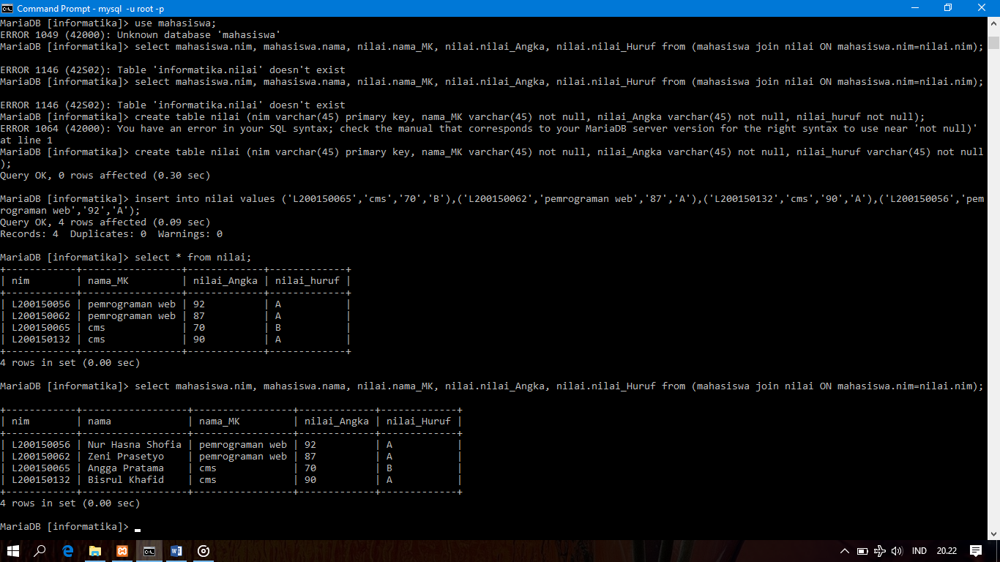 Command Prompt - mysql  -u root -p
MariaDB [informatika]> use mahasiswa;
ERROR 1049 (42000): Unknown database 'mahasiswa'
MariaDB [informatika]> select mahasiswa.nim, mahasiswa.nama, nilai.nama_MK, nilai.nilai_Angka, nilai.nilai_Huruf from (mahasiswa join nilai ON mahasiswa.nim=nilai.nim);
ERROR 1146 (42S02): Table 'informatika.nilai' doesn't exist
MariaDB [informatika]> select mahasiswa.nim, mahasiswa.nama, nilai.nama_MK, nilai.nilai_Angka, nilai.nilai_Huruf from (mahasiswa join nilai ON mahasiswa.nim=nilai.nim);
ERROR 1146 (42S02): Table 'informatika.nilai' doesn't exist
MariaDB [informatika]> create table nilai (nim varchar(45) primary key, nama_MK varchar(45) not null, nilai_Angka varchar(45) not null, nilai_huruf not null);
ERROR 1064 (42000): You have an error in your SQL syntax; check the manual that corresponds to your MariaDB server version for the right syntax to use near 'not null)'
at line 1
MariaDB [informatika]> create table nilai (nim varchar(45) primary key, nama_MK varchar(45) not null, nilai_Angka varchar(45) not null, nilai_huruf varchar(45) not null
);
Query OK, 0 rows affected (0.30 sec)
MariaDB [informatika]> insert into nilai values ('L200150065','cms','70','B'),('L200150062','pemrograman web','87','A'),('L200150132','cms','90','A'),('L200150056','pem
rograman web','92','A');
Query OK, 4 rows affected (0.09 sec)
Records: 4  Duplicates: 0  Warnings: 0
MariaDB [informatika]> select * from nilai;
+------------+-----------------+-------------+-------------+
| nim        | nama_MK         | nilai_Angka | nilai_huruf |
+------------+-----------------+-------------+-------------+
| L200150056 | pemrograman web | 92          | A           |
| L200150062 | pemrograman web | 87          | A           |
| L200150065 | cms             | 70          | B           |
| L200150132 | cms             | 90          | A           |
+------------+-----------------+-------------+-------------+
4 rows in set (0.00 sec)
MariaDB [informatika]> select mahasiswa.nim, mahasiswa.nama, nilai.nama_MK, nilai.nilai_Angka, nilai.nilai_Huruf from (mahasiswa join nilai ON mahasiswa.nim=nilai.nim);
+------------+------------------+-----------------+-------------+-------------+
| nim        | nama             | nama_MK         | nilai_Angka | nilai_Huruf |
+------------+------------------+-----------------+-------------+-------------+
| L200150056 | Nur Hasna Shofia | pemrograman web | 92          | A           |
| L200150062 | Zeni Prasetyo    | pemrograman web | 87          | A           |
| L200150065 | Angga Pratama    | cms             | 70          | B           |
| L200150132 | Bisrul Khafid    | cms             | 90          | A           |
+------------+------------------+-----------------+-------------+-------------+
4 rows in set (0.00 sec)
MariaDB [informatika]>
IND 20.22